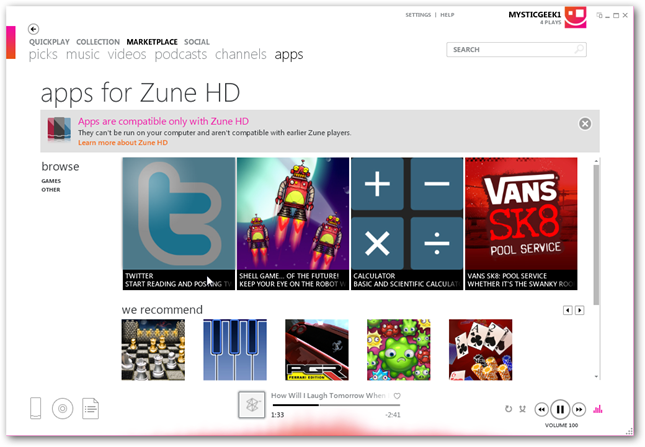 SETTINGS | HELP
MYSTICGEEK1
4 PLAYS
QUICKPLAY COLLECTION MARKETPLACE SOCIAL
picks music videos podcasts channels apps
SEARCH
apps for Zune HD
Apps are compatible only with Zune HD
They can't be run on your computer and aren't compatible with earlier Zune players.
Learn more about Zune HD
browse
GAMES
OTHER
t
VANS
SK8
POOL SERVICE
TWITTER
START READING AND POSTING TW
SHELL GAME... OF THE FUTURE!
KEEP YOUR EYE ON THE ROBOT W
CALCULATOR
BASIC AND SCIENTIFIC CALCULAT
VANS SK8: POOL SERVICE
WHETHER IT'S THE SWANKY ROO
we recommend
PGR
FERRARI EDITION
How Will I Laugh Tomorrow When
1:33
-2:41
VOLUME 100